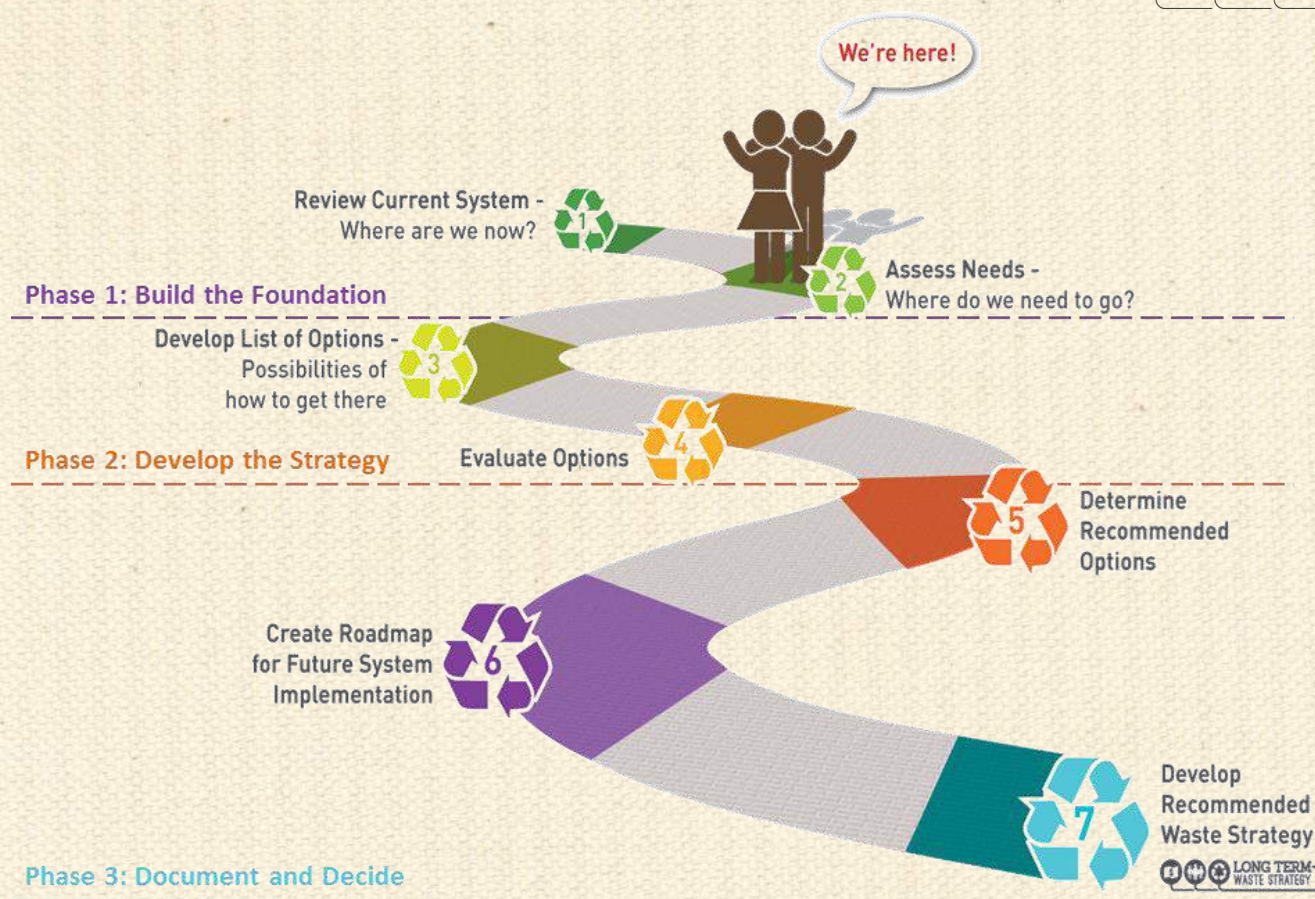 We're here!
Review Current System -
Where are we now?
1
2
Assess Needs -
Where do we need to go?
Phase 1: Build the Foundation
Develop List of Options -
Possibilities of
how to get there
3
4
Evaluate Options
Phase 2: Develop the Strategy
5
Determine
Recommended
Options
Create Roadmap
for Future System
Implementation
6
7
Develop
Recommended
Waste Strategy
LONG TERM
WASTE STRATEGY
Phase 3: Document and Decide